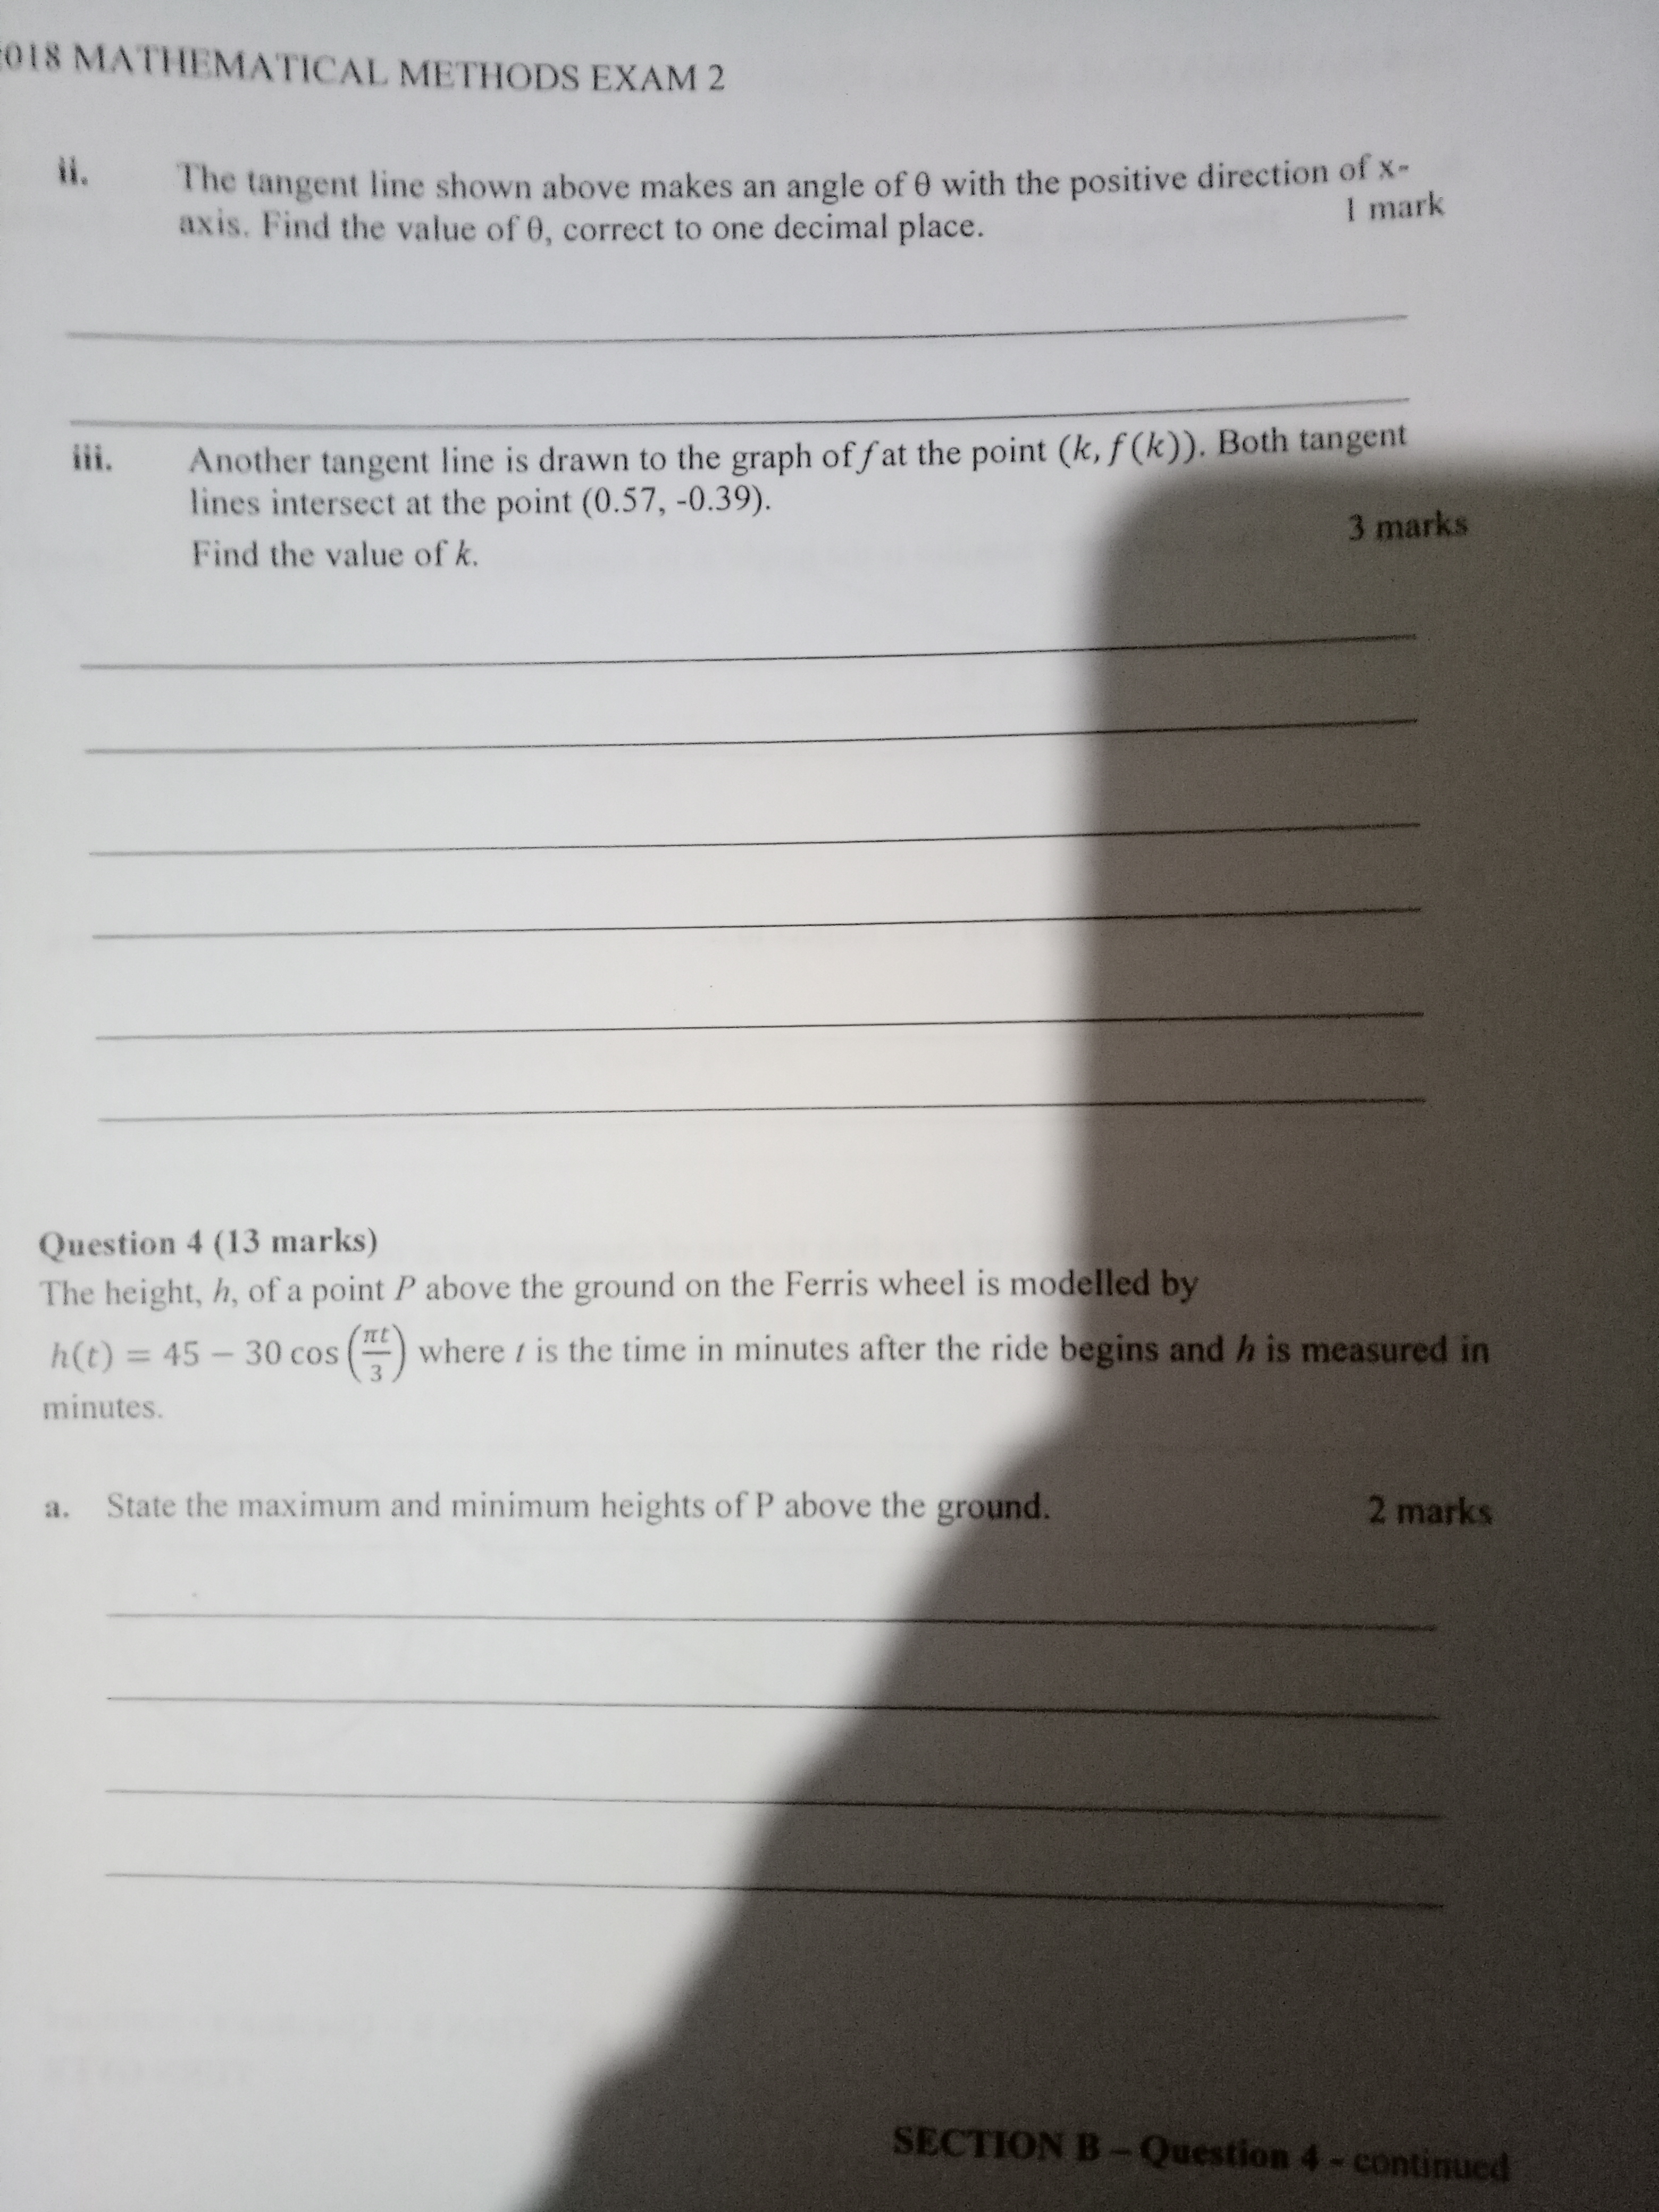 018 MATHEMATICAL METHODS EXAM 2
ii. The tangent line shown above makes an angle of θ with the positive direction of x-
axis. Find the value of θ, correct to one decimal place. 1 mark
iii. Another tangent line is drawn to the graph of f at the point (k, f(k)). Both tangent
lines intersect at the point (0.57, -0.39).
3 marks
Find the value of k.
Question 4 (13 marks)
The height, h, of a point P above the ground on the Ferris wheel is modelled by
h(t) = 45 − 30 cos(πt/3) where t is the time in minutes after the ride begins and h is measured in
minutes.
a. State the maximum and minimum heights of P above the ground. 2 marks
SECTION B – Question 4 - continued